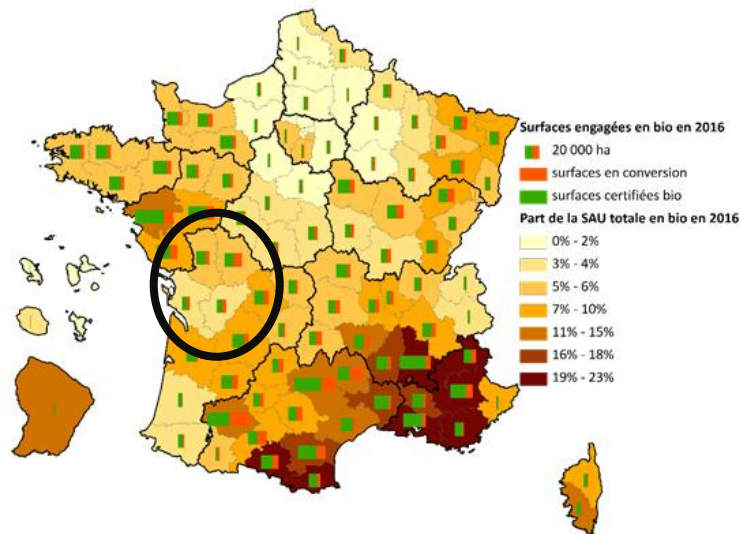 Surfaces engagées en bio en 2016
20 000 ha
surfaces en conversion
surfaces certifiées bio
Part de la SAU totale en bio en 2016
0% - 2%
3% - 4%
5% - 6%
7% - 10%
11% - 15%
16% - 18%
19% - 23%